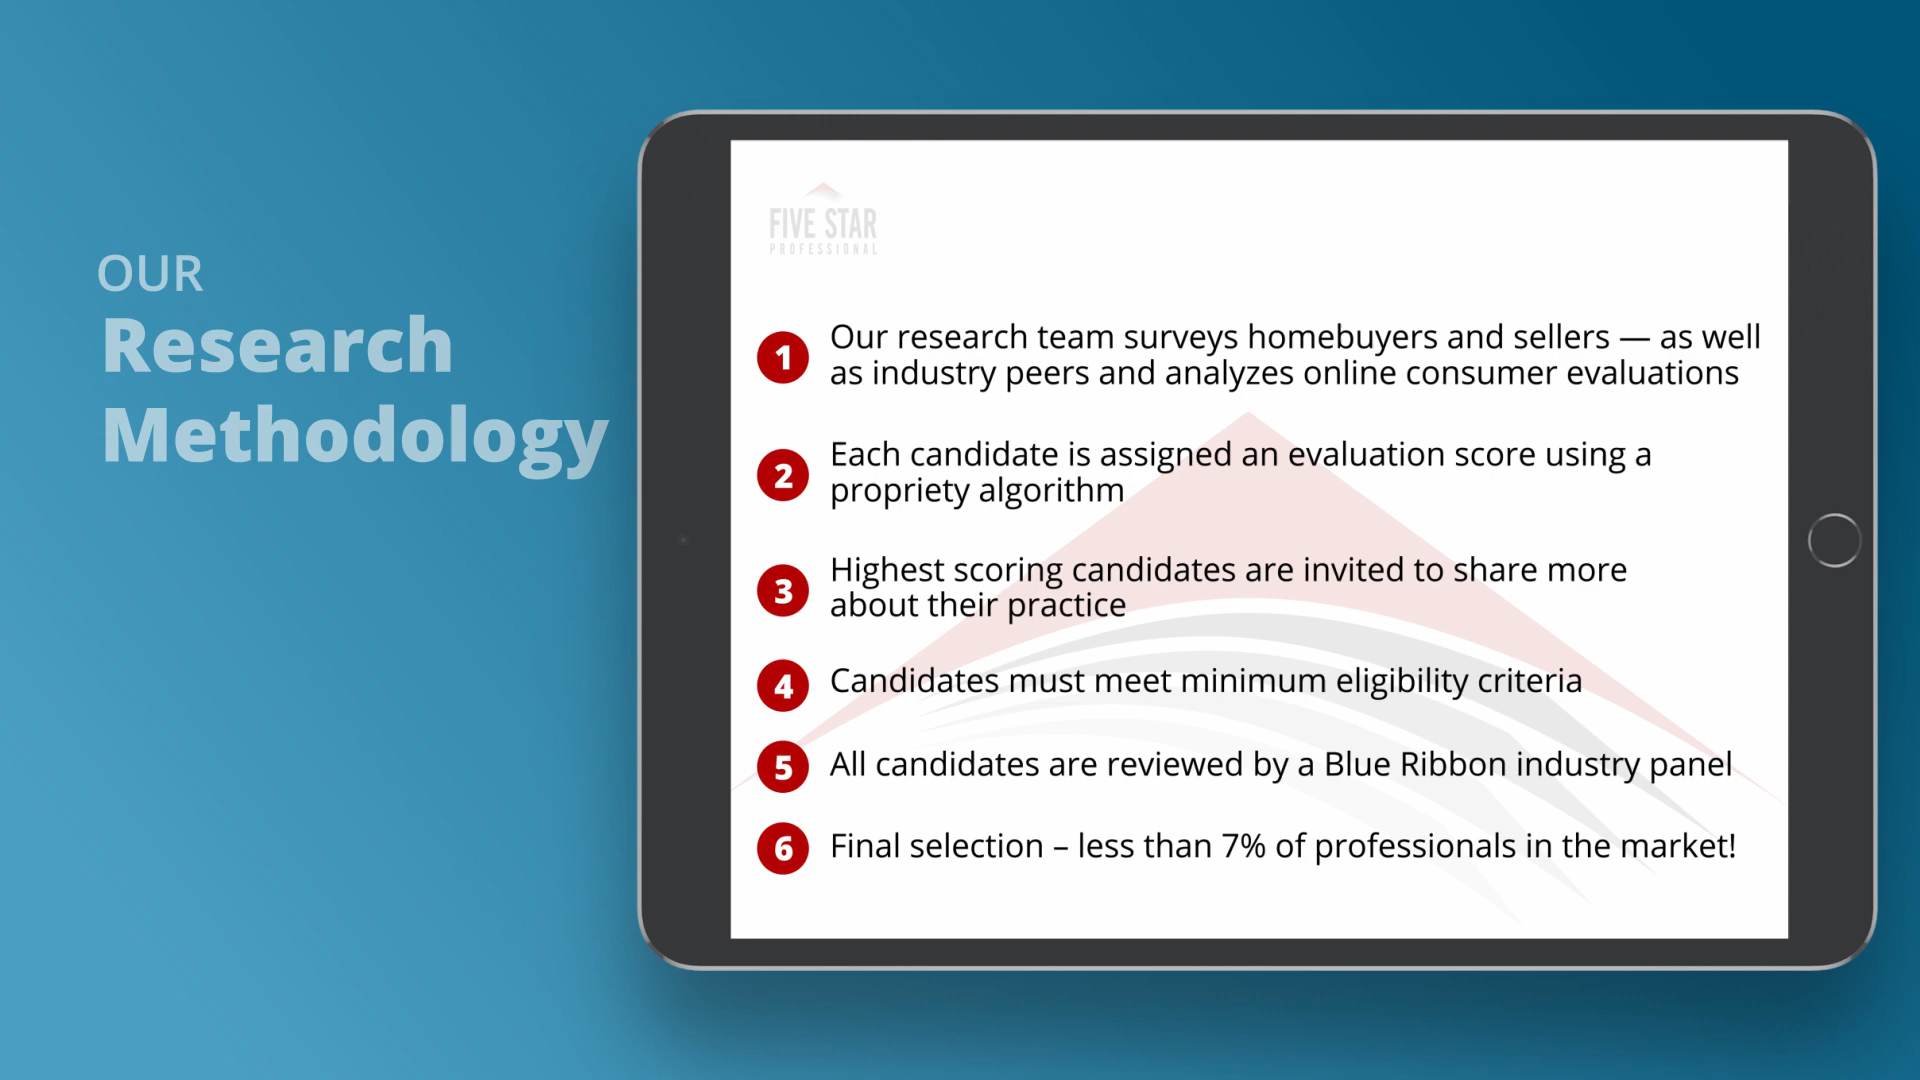 OUR
Research
Methodology
FIVE STAR
PROFESSIONAL
1 Our research team surveys homebuyers and sellers — as well
as industry peers and analyzes online consumer evaluations
2 Each candidate is assigned an evaluation score using a
propriety algorithm
3 Highest scoring candidates are invited to share more
about their practice
4 Candidates must meet minimum eligibility criteria
5 All candidates are reviewed by a Blue Ribbon industry panel
6 Final selection – less than 7% of professionals in the market!